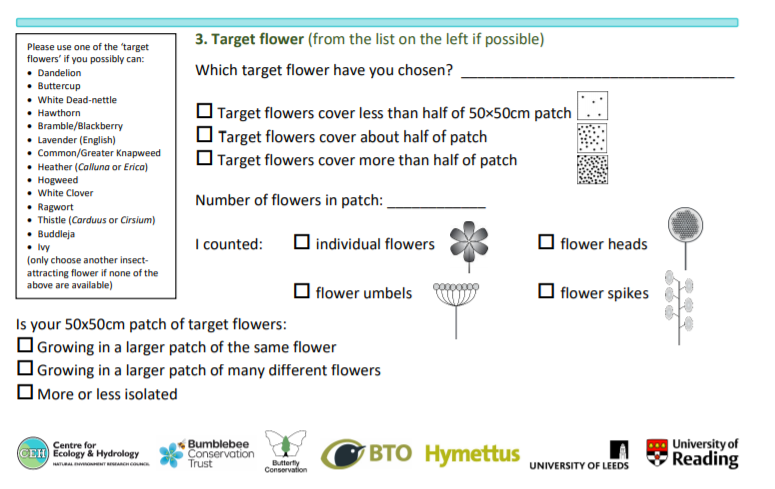 Please use one of the 'target
flowers' if you possibly can:
• Dandelion
• Buttercup
• White Dead-nettle
• Hawthorn
• Bramble/Blackberry
• Lavender (English)
• Common/Greater Knapweed
• Heather (Calluna or Erica)
• Hogweed
• White Clover
• Ragwort
• Thistle (Carduus or Cirsium)
• Buddleja
• Ivy
(only choose another insect-
attracting flower if none of the
above are available)
3. Target flower (from the list on the left if possible)
Which target flower have you chosen? ________________________________
☐ Target flowers cover less than half of 50×50cm patch
☐ Target flowers cover about half of patch
☐ Target flowers cover more than half of patch
Number of flowers in patch: ____________
I counted: ☐ individual flowers ☐ flower heads
☐ flower umbels ☐ flower spikes
Is your 50x50cm patch of target flowers:
☐ Growing in a larger patch of the same flower
☐ Growing in a larger patch of many different flowers
☐ More or less isolated
CEH
Centre for
Ecology & Hydrology
NATURAL ENVIRONMENT RESEARCH COUNCIL
Bumblebee
Conservation
Trust
Butterfly
Conservation
BTO
Hymettus
UNIVERSITY OF LEEDS
University of
Reading